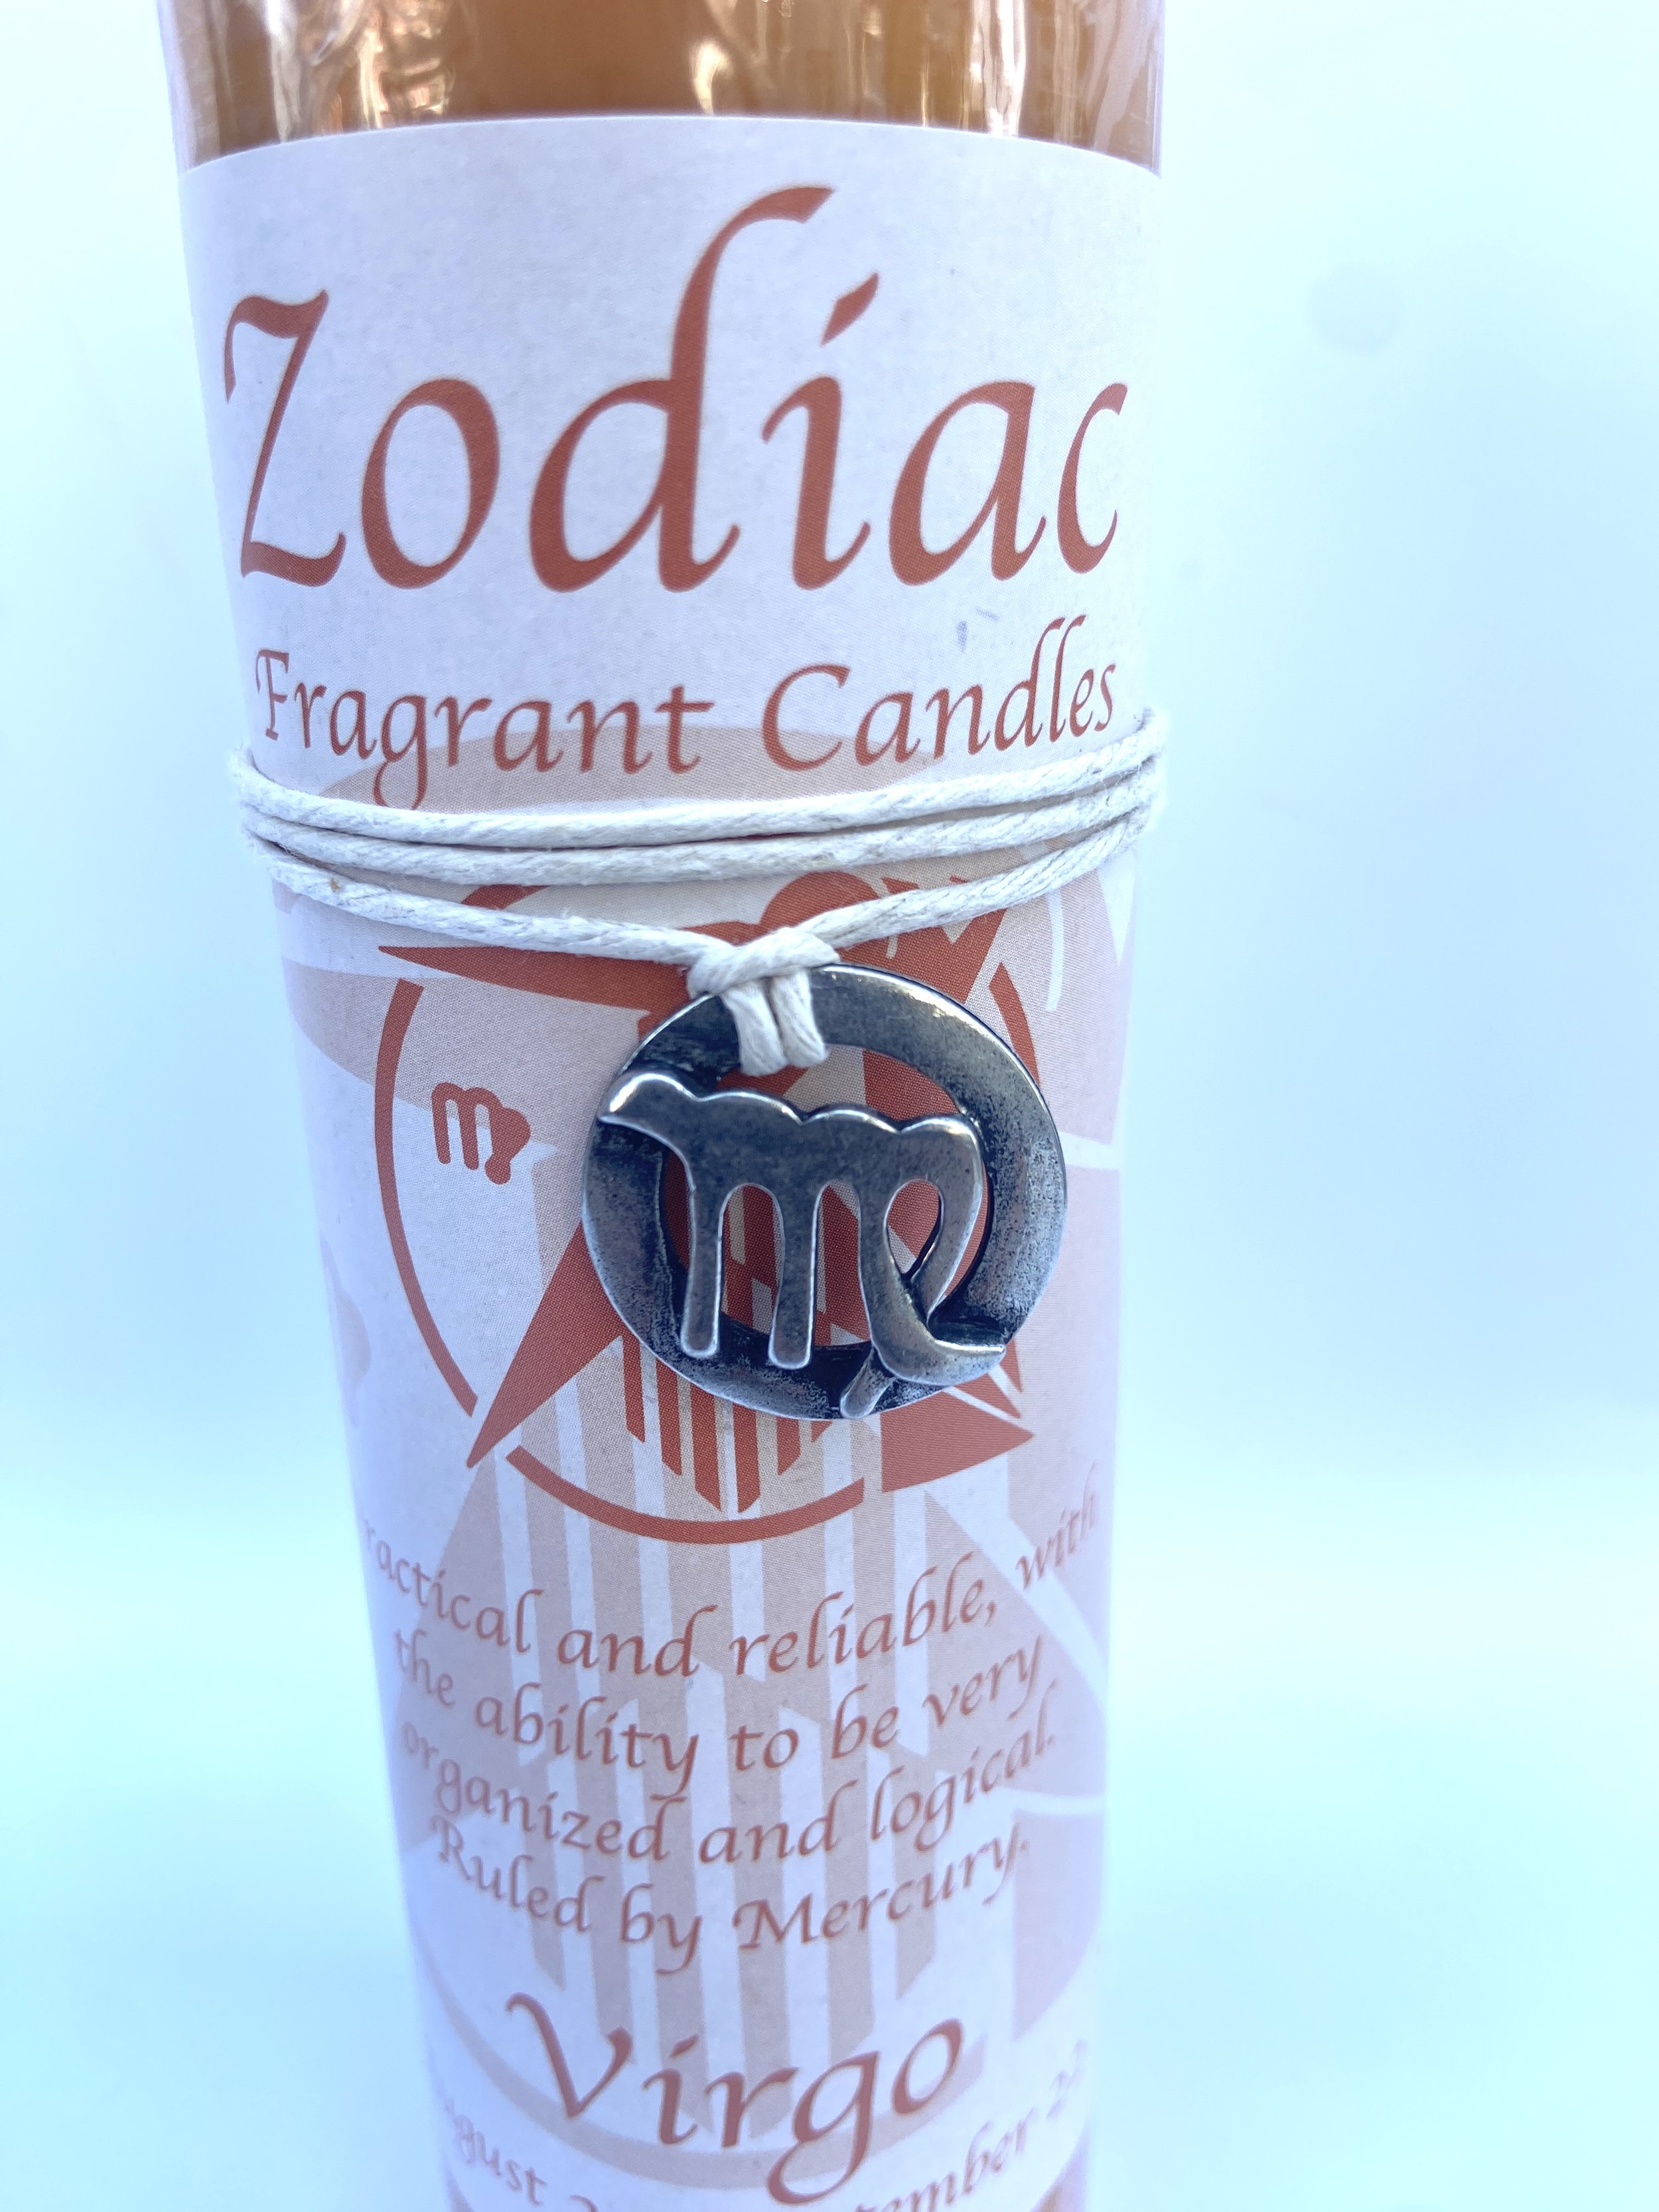 Zodiac
Fragrant Candles
ractical and reliable, with
the ability to be very
organized and logical.
Ruled by Mercury.
Virgo